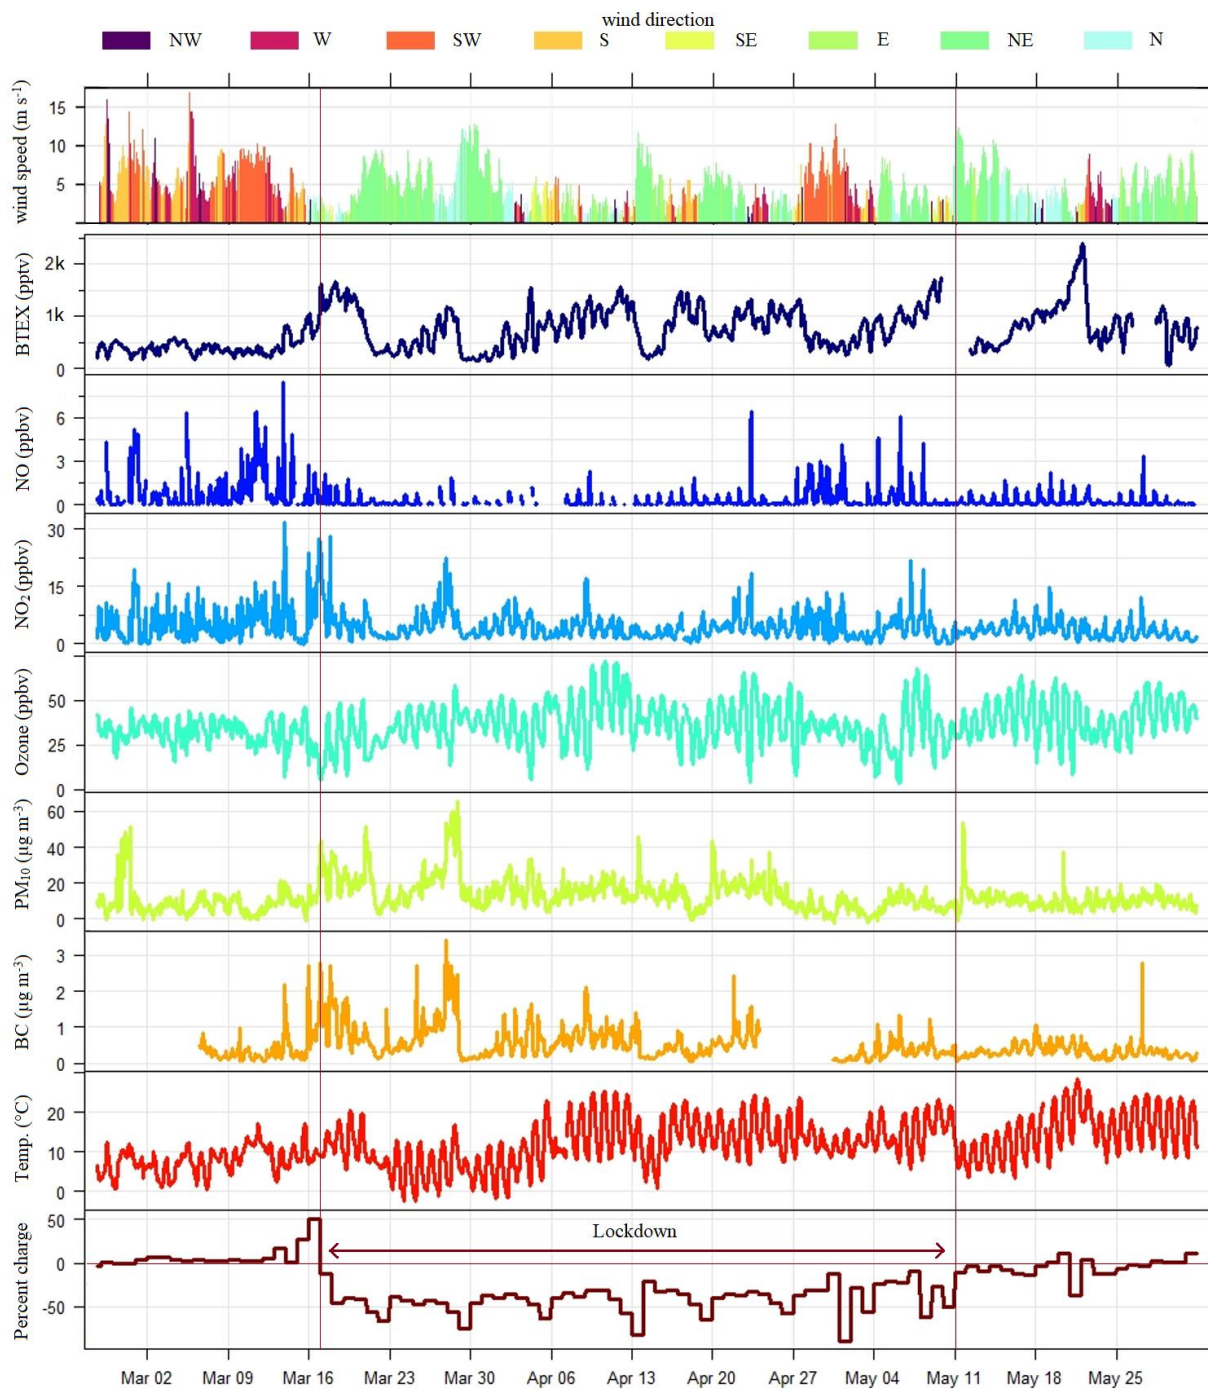 wind direction
NW W SW S SE E NE N
wind speed (m s⁻¹)
15
10
5
BTEX (pptv)
2k
1k
0
NO (ppbv)
6
3
0
NO₂ (ppbv)
30
15
0
Ozone (ppbv)
50
25
0
PM₁₀ (µg m⁻³)
60
40
20
0
BC (µg m⁻³)
3
2
1
0
Temp. (°C)
20
10
0
Percent charge
50
0
-50
Lockdown
Mar 02 Mar 09 Mar 16 Mar 23 Mar 30 Apr 06 Apr 13 Apr 20 Apr 27 May 04 May 11 May 18 May 25